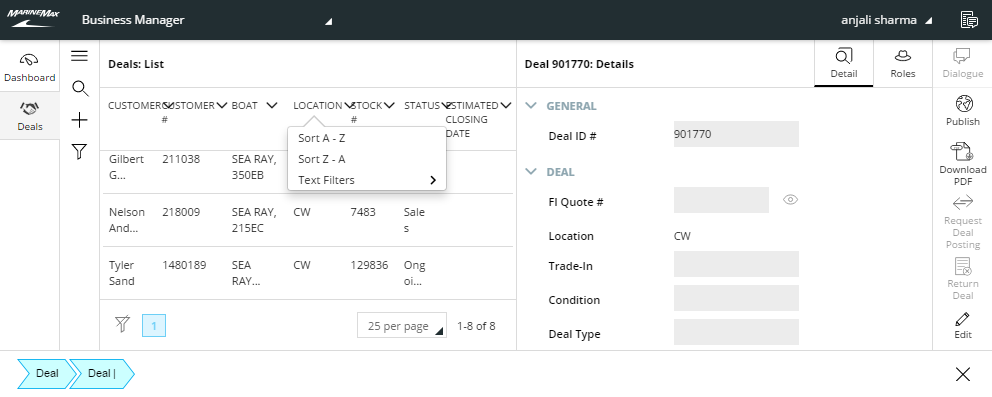 MARINEMAX
Business Manager
anjali sharma
Dashboard
Deals
Deals: List
CUSTOMER
CUSTOMER #
BOAT
LOCATION
STOCK #
STATUS
ESTIMATED CLOSING DATE
Sort A - Z
Sort Z - A
Text Filters
Gilbert G...
211038
SEA RAY, 350EB
Nelson And...
218009
SEA RAY, 215EC
CW
7483
Sales
Tyler Sand
1480189
SEA RAY...
CW
129836
Ongoi...
1
25 per page
1-8 of 8
Deal 901770: Details
Detail
Roles
GENERAL
Deal ID #
901770
DEAL
FI Quote #
Location
CW
Trade-In
Condition
Deal Type
Dialogue
Publish
Download PDF
Request Deal Posting
Return Deal
Edit
Deal
Deal |